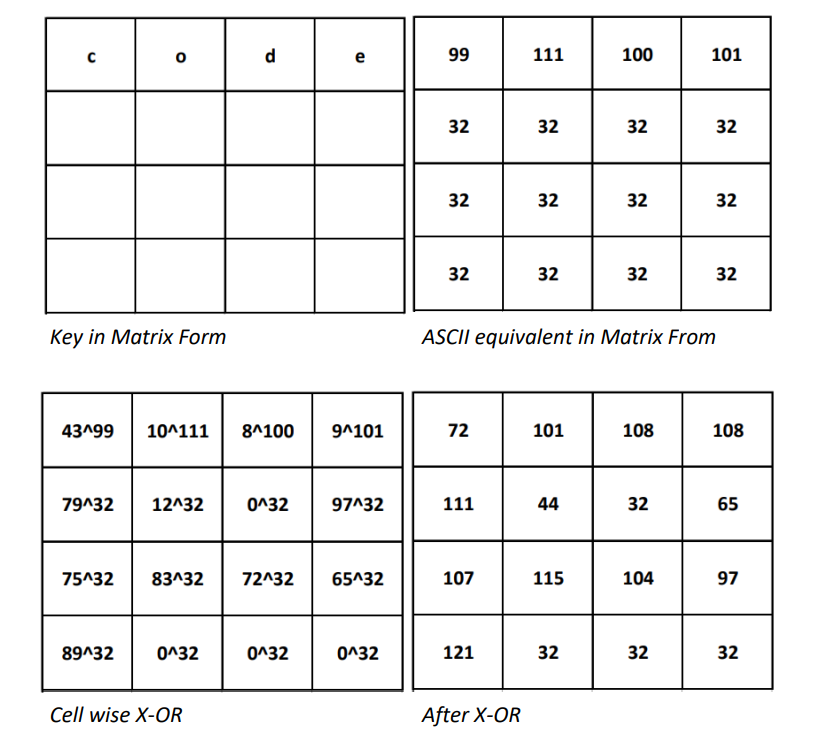 c o d e
99 111 100 101
32 32 32 32
32 32 32 32
32 32 32 32
Key in Matrix Form
ASCII equivalent in Matrix From
43^99 10^111 8^100 9^101
79^32 12^32 0^32 97^32
75^32 83^32 72^32 65^32
89^32 0^32 0^32 0^32
72 101 108 108
111 44 32 65
107 115 104 97
121 32 32 32
Cell wise X-OR
After X-OR